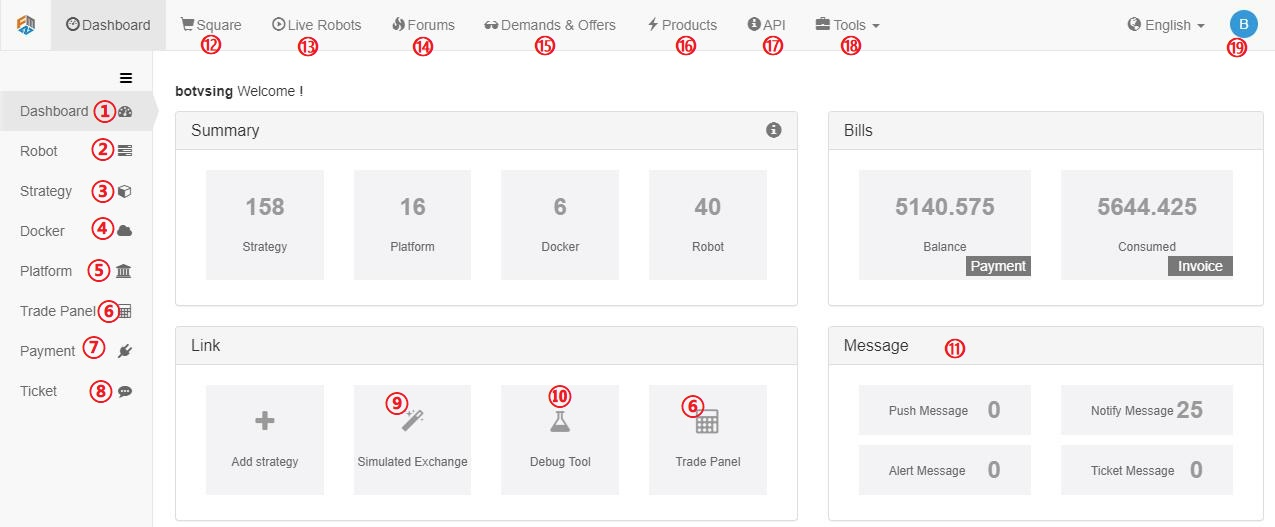 Dashboard Square Live Robots Forums Demands & Offers Products API Tools English B
⑫ ⑬ ⑭ ⑮ ⑯ ⑰ ⑱ ⑲
botvsing Welcome !
Dashboard ①
Robot ②
Strategy ③
Docker ④
Platform ⑤
Trade Panel ⑥
Payment ⑦
Ticket ⑧
Summary
158 16 6 40
Strategy Platform Docker Robot
Bills
5140.575 5644.425
Balance Consumed
Payment Invoice
Link
⑨ ⑩ ⑥
Add strategy Simulated Exchange Debug Tool Trade Panel
Message ⑪
Push Message 0 Notify Message 25
Alert Message 0 Ticket Message 0